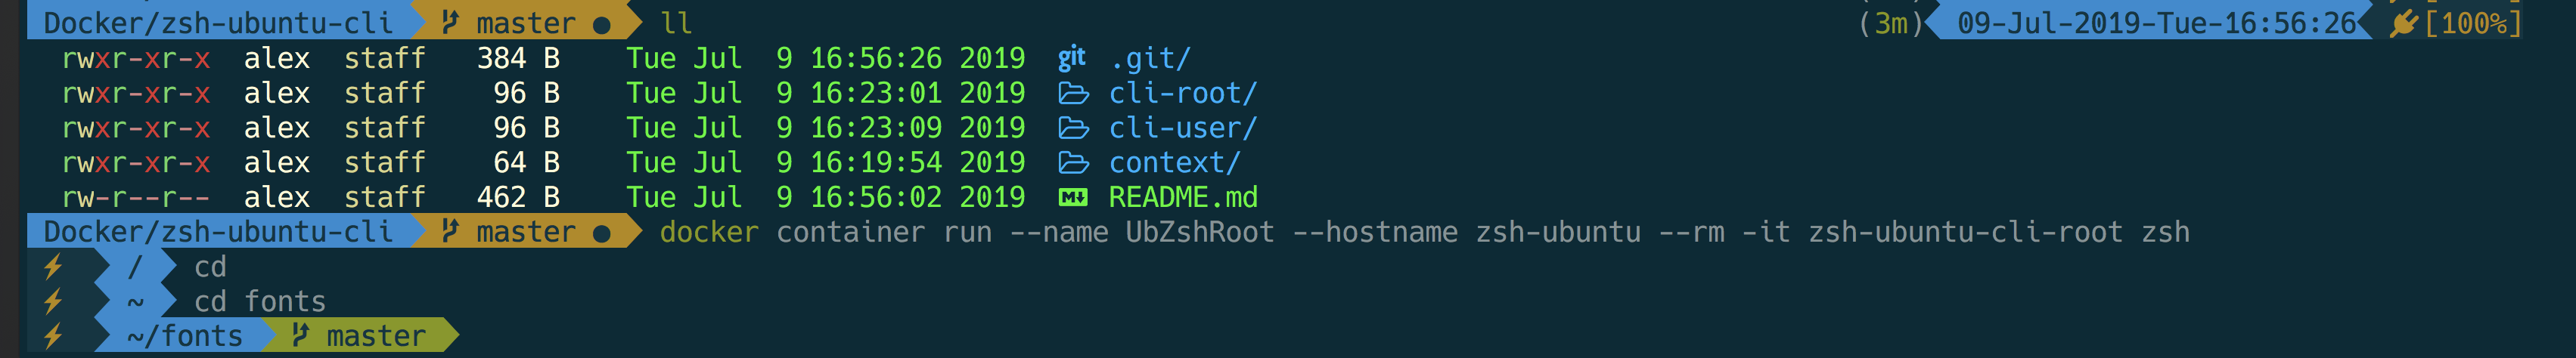 Docker/zsh-ubuntu-cli master ● ll (3m) 09-Jul-2019-Tue-16:56:26 [100%]
rwxr-xr-x alex staff 384 B Tue Jul 9 16:56:26 2019 git .git/
rwxr-xr-x alex staff 96 B Tue Jul 9 16:23:01 2019 cli-root/
rwxr-xr-x alex staff 96 B Tue Jul 9 16:23:09 2019 cli-user/
rwxr-xr-x alex staff 64 B Tue Jul 9 16:19:54 2019 context/
rw-r--r-- alex staff 462 B Tue Jul 9 16:56:02 2019 M↓ README.md
Docker/zsh-ubuntu-cli master ● docker container run --name UbZshRoot --hostname zsh-ubuntu --rm -it zsh-ubuntu-cli-root zsh
⚡ / cd
⚡ ~ cd fonts
⚡ ~/fonts master